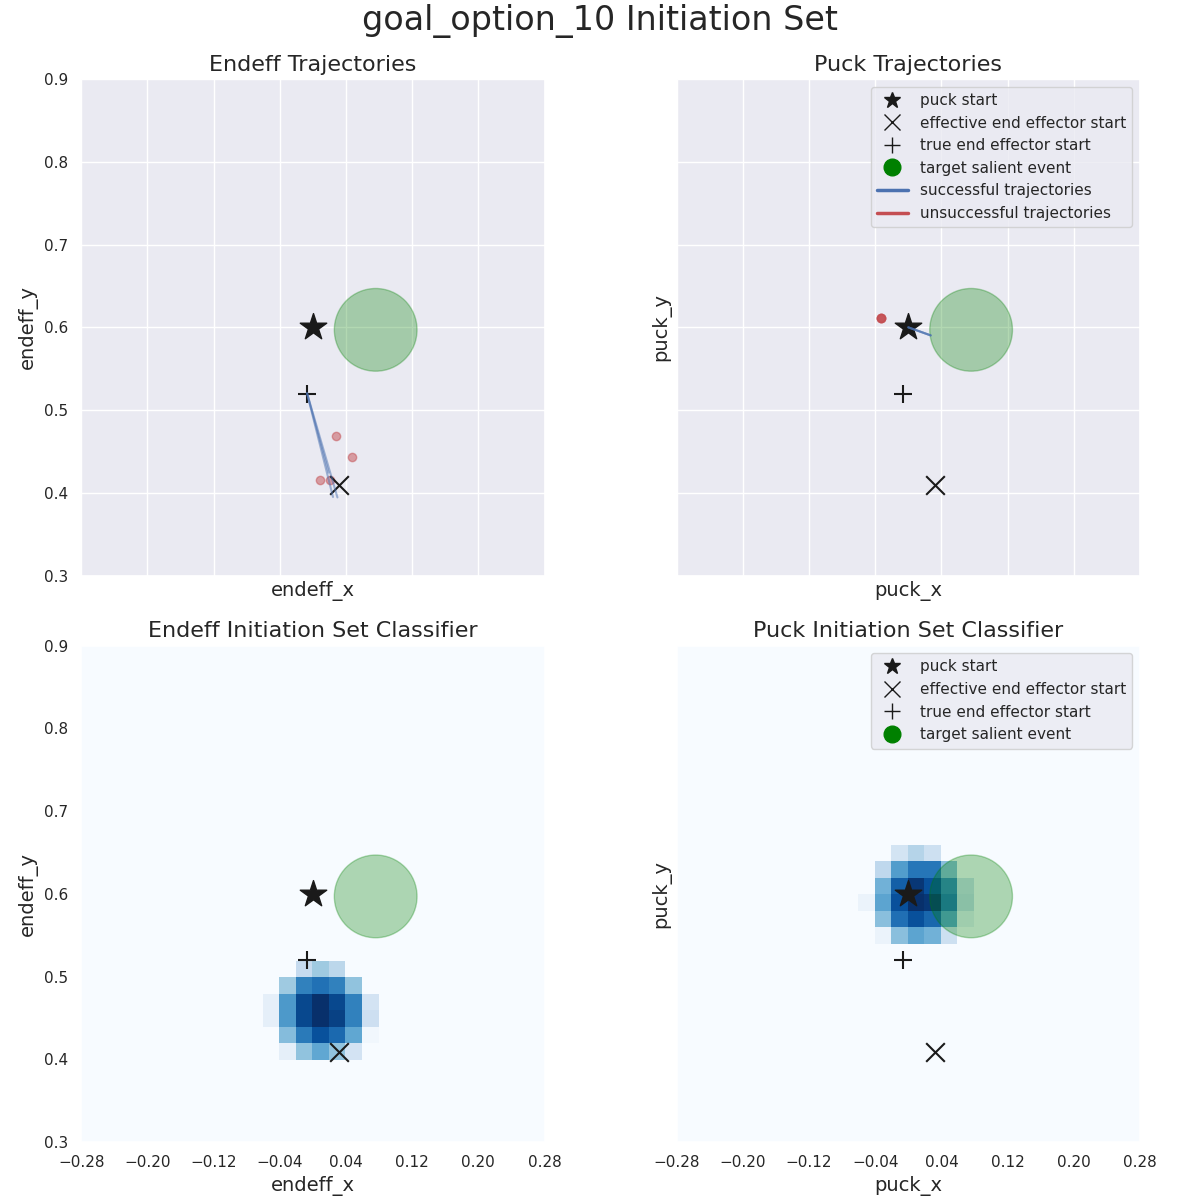 goal_option_10 Initiation Set
Endeff Trajectories
0.9
0.8
0.7
0.6
0.5
0.4
0.3
endeff_y
endeff_x
Puck Trajectories
puck start
effective end effector start
true end effector start
target salient event
successful trajectories
unsuccessful trajectories
puck_y
puck_x
Endeff Initiation Set Classifier
0.9
0.8
0.7
0.6
0.5
0.4
0.3
endeff_y
−0.28 −0.20 −0.12 −0.04 0.04 0.12 0.20 0.28
endeff_x
Puck Initiation Set Classifier
puck start
effective end effector start
true end effector start
target salient event
puck_y
−0.28 −0.20 −0.12 −0.04 0.04 0.12 0.20 0.28
puck_x